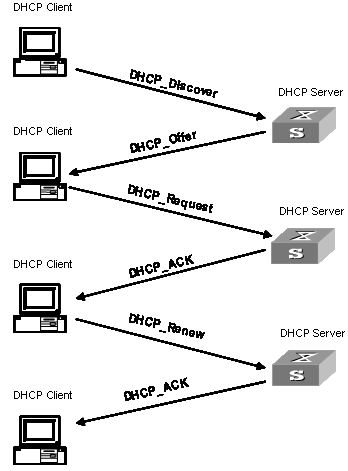 DHCP Client
DHCP_Discover
DHCP Server
S
DHCP_Offer
DHCP Client
DHCP_Request
DHCP Server
S
DHCP_ACK
DHCP Client
DHCP_Renew
DHCP Server
S
DHCP_ACK
DHCP Client